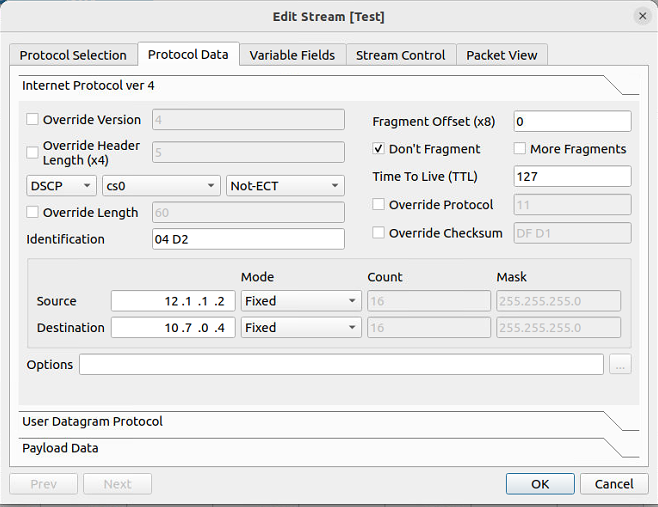 Edit Stream [Test]
Protocol Selection Protocol Data Variable Fields Stream Control Packet View
Internet Protocol ver 4
Override Version 4 Fragment Offset (x8) 0
Override Header Length (x4) 5 Don't Fragment More Fragments
DSCP cs0 Not-ECT Time To Live (TTL) 127
Override Length 60 Override Protocol 11
Identification 04 D2 Override Checksum DF D1
Mode Count Mask
Source 12 .1 .1 .2 Fixed 16 255.255.255.0
Destination 10 .7 .0 .4 Fixed 16 255.255.255.0
Options ...
User Datagram Protocol
Payload Data
Prev Next OK Cancel